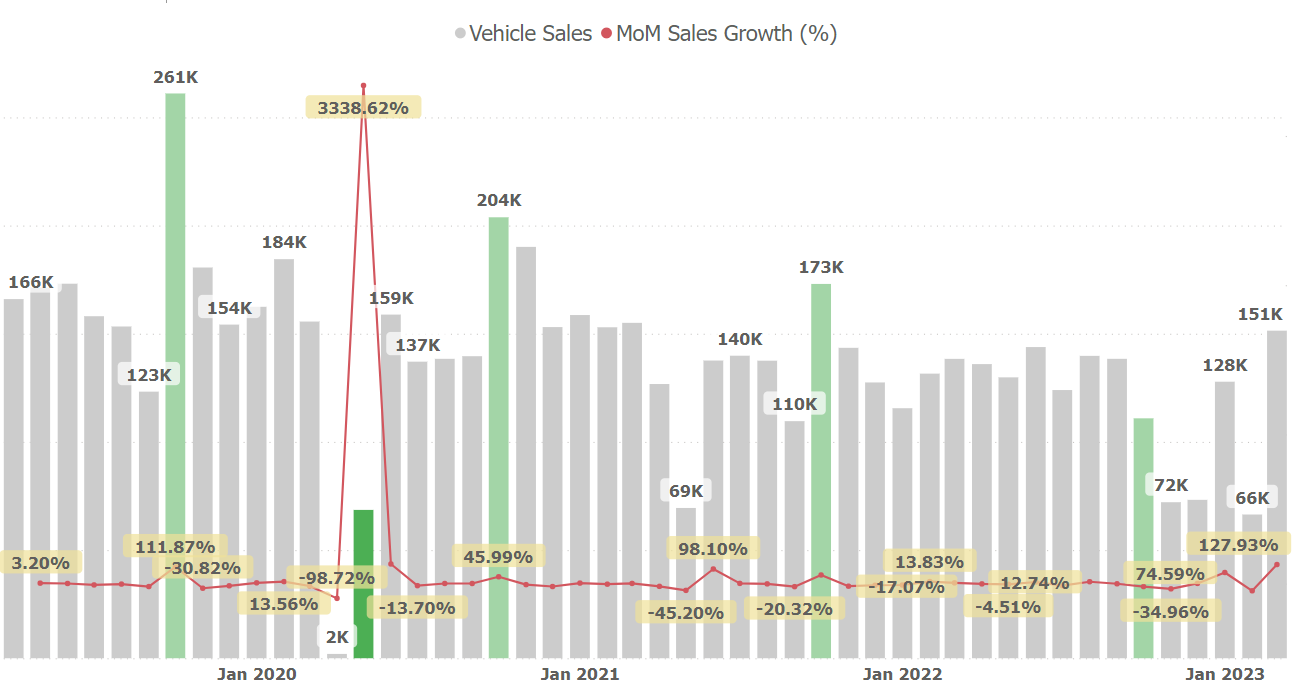 Vehicle Sales MoM Sales Growth (%)
261K
3338.62%
204K
184K
173K
166K
159K
154K
151K
137K
140K
128K
123K
110K
69K
72K
66K
111.87%
45.99%
98.10%
127.93%
3.20%
-30.82%
13.83%
74.59%
-98.72%
12.74%
-17.07%
13.56%
-13.70%
-45.20%
-20.32%
-4.51%
-34.96%
2K
Jan 2020 Jan 2021 Jan 2022 Jan 2023